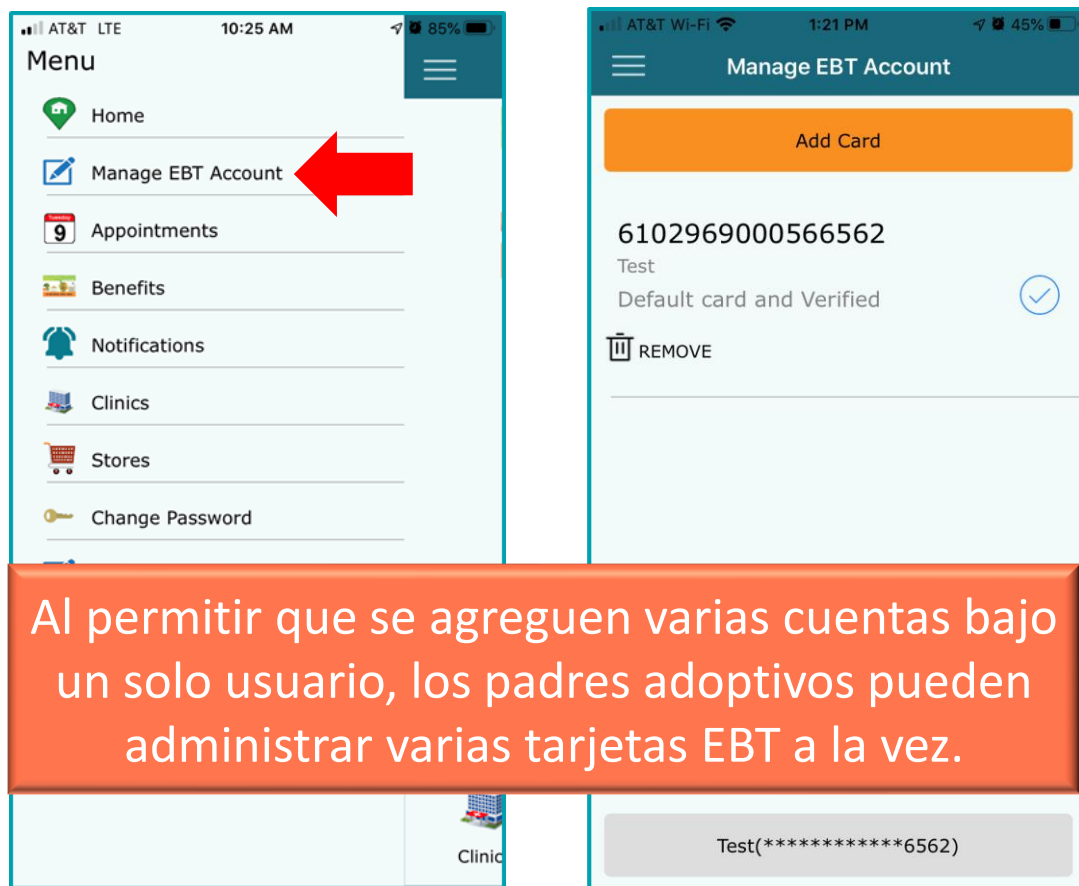 AT&T LTE 10:25 AM 85%
Menu
Home
Manage EBT Account
Tuesday
9
Appointments
Benefits
Notifications
Clinics
Stores
Change Password
Clinic
AT&T Wi-Fi 1:21 PM 45%
Manage EBT Account
Add Card
6102969000566562
Test
Default card and Verified
REMOVE
Al permitir que se agreguen varias cuentas bajo
un solo usuario, los padres adoptivos pueden
administrar varias tarjetas EBT a la vez.
Test(************6562)